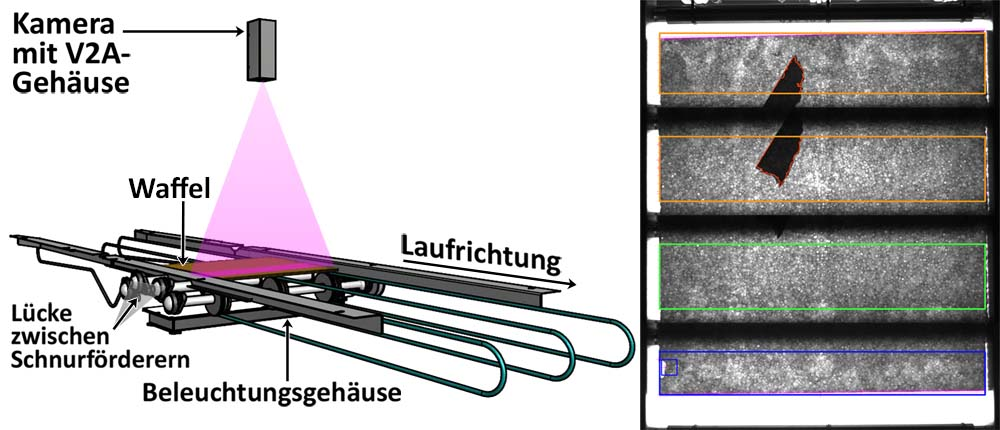 Kamera
mit V2A-
Gehäuse
Waffel
Laufrichtung
Lücke
zwischen
Schnurförderern
Beleuchtungsgehäuse